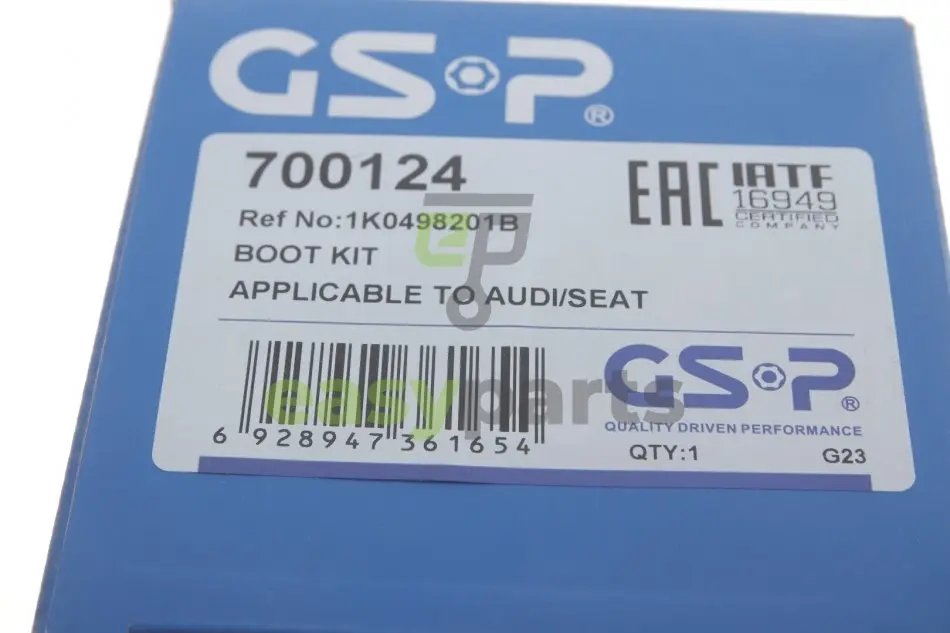 GSP®
700124
Ref No:1K0498201B
BOOT KIT
APPLICABLE TO AUDI/SEAT
EAC
IATF
16949
CERTIFIED
COMPANY
6 928947 361654
GSP®
QUALITY DRIVEN PERFORMANCE
QTY:1
G23
ep
easyparts